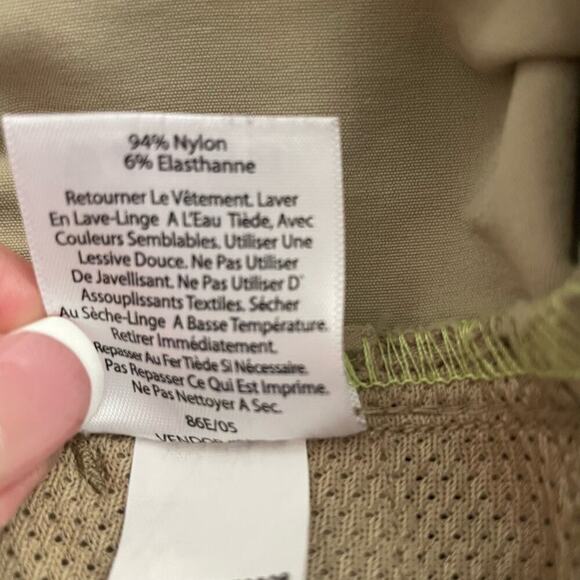 94% Nylon
6% Elasthanne
Retourner Le Vêtement. Laver
En Lave-Linge A L'Eau Tiède, Avec
Couleurs Semblables. Utiliser Une
Lessive Douce. Ne Pas Utiliser
De Javellisant. Ne Pas Utiliser D'
Assouplissants Textiles. Sécher
Au Sèche-Linge A Basse Température.
Retirer Immédiatement.
Repasser Au Fer Tiède Si Nécessaire.
Pas Repasser Ce Qui Est Imprime.
Ne Pas Nettoyer A Sec.
86E/05